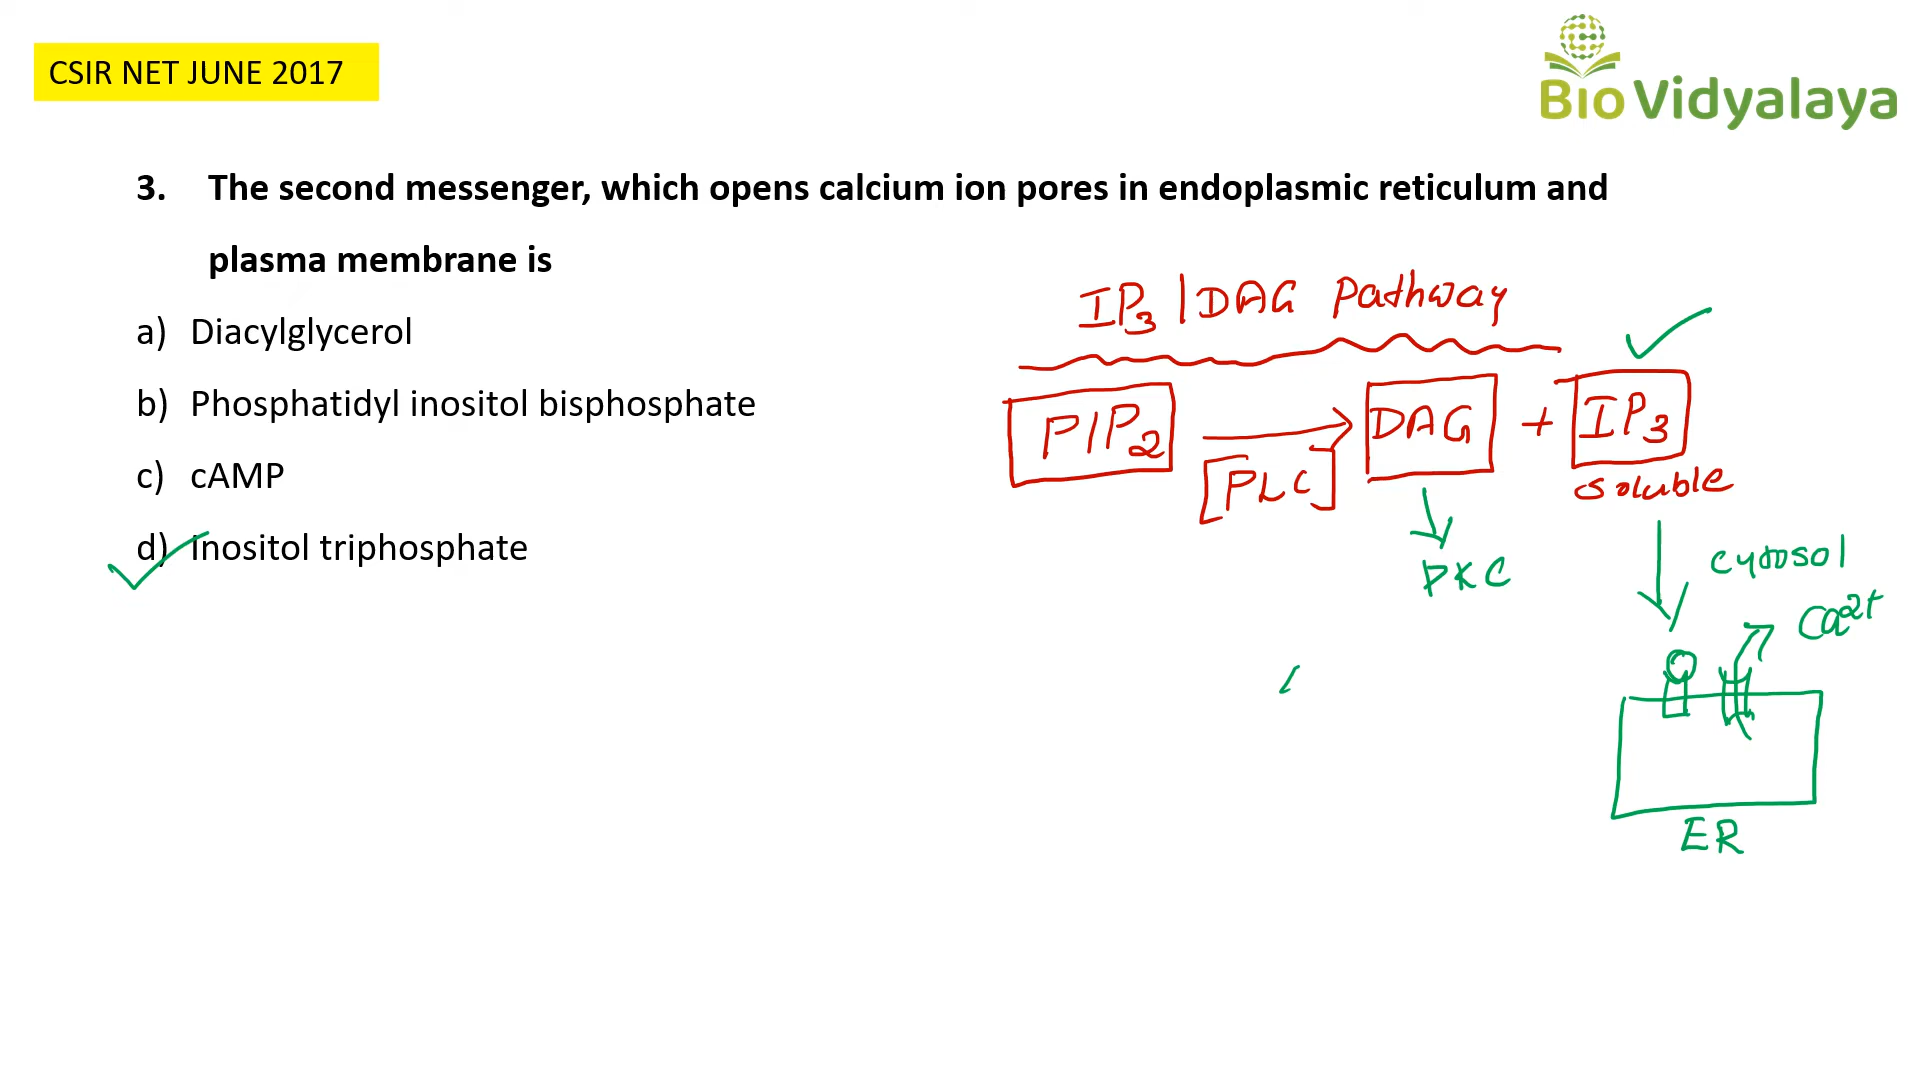 CSIR NET JUNE 2017
Bio Vidyalaya
3. The second messenger, which opens calcium ion pores in endoplasmic reticulum and
plasma membrane is
a) Diacylglycerol
b) Phosphatidyl inositol bisphosphate
c) cAMP
d) Inositol triphosphate
IP3 | DAG Pathway
PIP2 [PLC] DAG + IP3
soluble
PKC
cytosol
Ca2+
ER